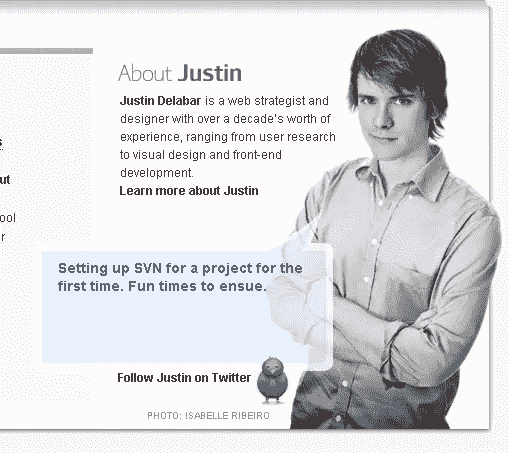 About Justin
Justin Delabar is a web strategist and
designer with over a decade's worth of
experience, ranging from user research
to visual design and front-end
development.
Learn more about Justin
s
ut
ool
r
Setting up SVN for a project for the
first time. Fun times to ensue.
Follow Justin on Twitter
PHOTO: ISABELLE RIBEIRO